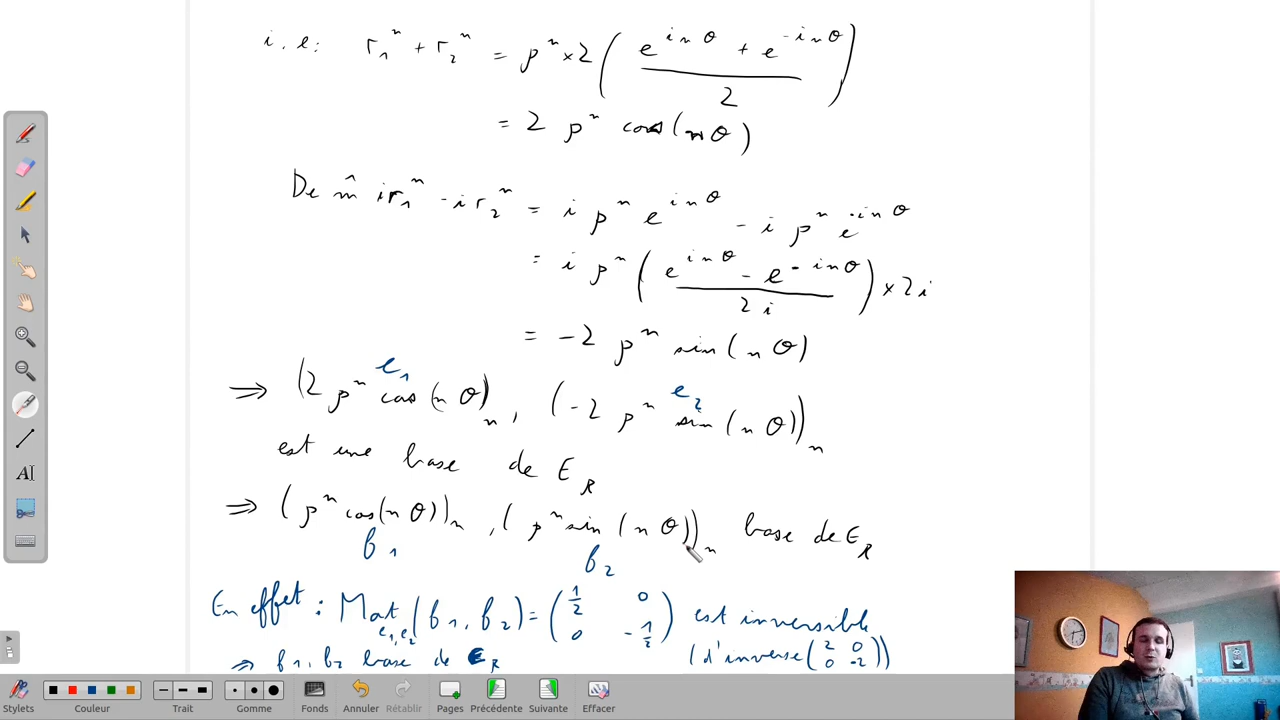 i.e: r₁ⁿ + r₂ⁿ = ρⁿ×2 ( (e^{inθ} + e^{-inθ}) / 2 )
= 2 ρⁿ cos(nθ)
De m̂ ir₁ⁿ - ir₂ⁿ = i ρⁿ e^{inθ} - i ρⁿ e^{-inθ}
= i ρⁿ ( (e^{inθ} - e^{-inθ}) / 2i ) × 2i
= -2 ρⁿ sin(nθ)
e₁ e₂
⟹ (2 ρⁿ cos(nθ))ₙ, (-2 ρⁿ sin(nθ))ₙ
est une base de E_R
⟹ (ρⁿ cos(nθ))ₙ, (ρⁿ sin(nθ))ₙ base de E_R
b₁ b₂
En effet : Mat_{e₁,e₂}(b₁, b₂) = (1/2 0 ; 0 -1/2) est inversible
⟹ b₁, b₂ base de E_R (d'inverse (2 0 ; 0 -2))
Stylets
Couleur
Trait
Gomme
Fonds
Annuler
Rétablir
Pages
Précédente
Suivante
Effacer